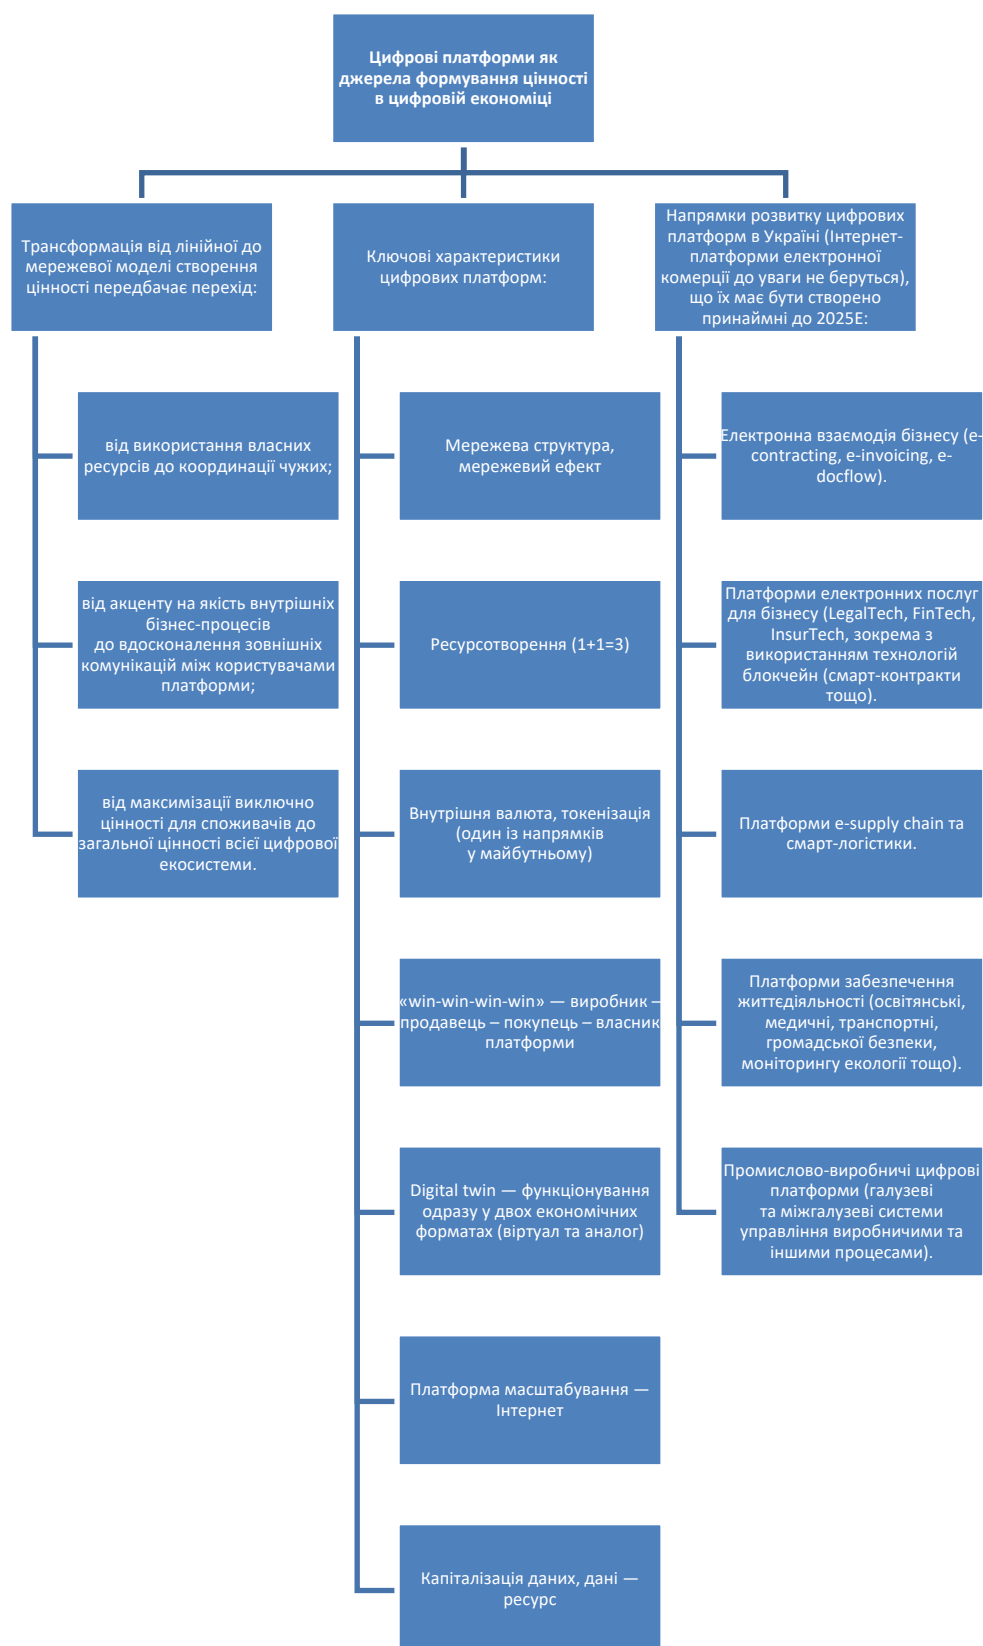 Цифрові платформи як
джерела формування цінності
в цифровій економіці
Трансформація від лінійної до
мережевої моделі створення
цінності передбачає перехід:
від використання власних
ресурсів до координації чужих;
від акценту на якість внутрішніх
бізнес-процесів
до вдосконалення зовнішніх
комунікацій між користувачами
платформи;
від максимізації виключно
цінності для споживачів до
загальної цінності всієї цифрової
екосистеми.
Ключові характеристики
цифрових платформ:
Мережева структура,
мережевий ефект
Ресурсотворення (1+1=3)
Внутрішня валюта, токенізація
(один із напрямків
у майбутньому)
«win-win-win-win» — виробник –
продавець – покупець – власник
платформи
Digital twin — функціонування
одразу у двох економічних
форматах (віртуал та аналог)
Платформа масштабування —
Інтернет
Капіталізація даних, дані —
ресурс
Напрямки розвитку цифрових
платформ в Україні (Інтернет-
платформи електронної
комерції до уваги не беруться),
що їх має бути створено
принаймні до 2025Е:
Електронна взаємодія бізнесу (e-
contracting, e-invoicing, e-
docflow).
Платформи електронних послуг
для бізнесу (LegalTech, FinTech,
InsurTech, зокрема з
використанням технологій
блокчейн (смарт-контракти
тощо).
Платформи e-supply chain та
смарт-логістики.
Платформи забезпечення
життєдіяльності (освітянські,
медичні, транспортні,
громадської безпеки,
моніторингу екології тощо).
Промислово-виробничі цифрові
платформи (галузеві
та міжгалузеві системи
управління виробничими та
іншими процесами).